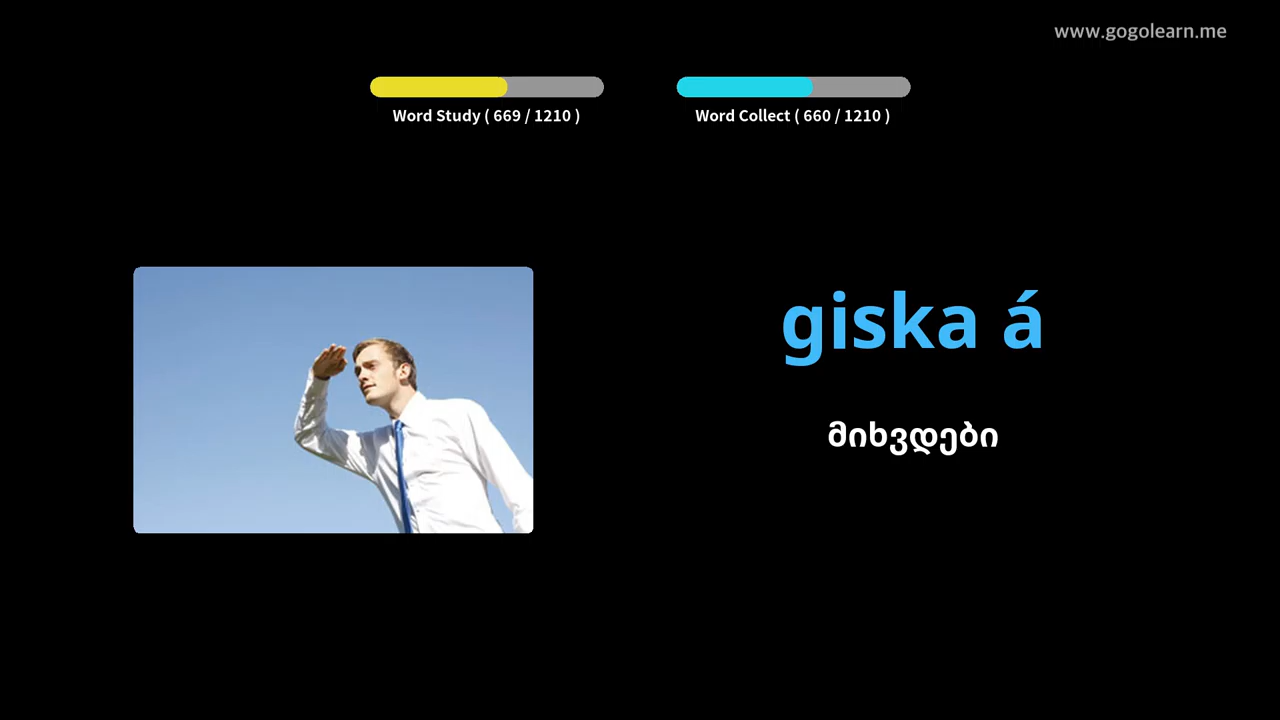 www.gogolearn.me
Word Study ( 669 / 1210 )
Word Collect ( 660 / 1210 )
giska á
მიხვდები